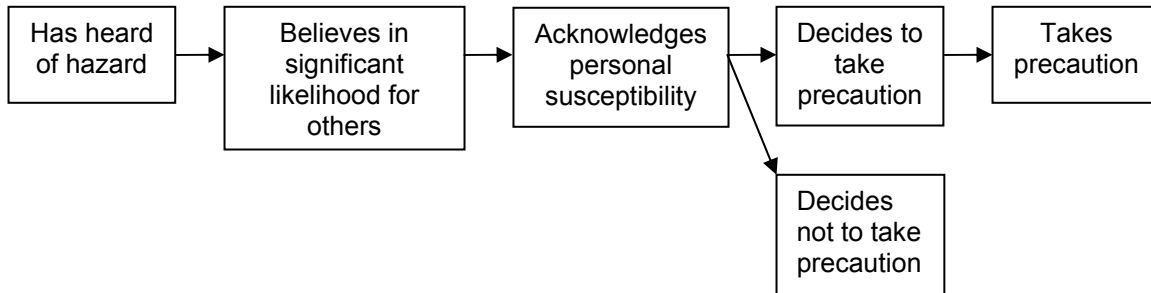 Has heard
of hazard
Believes in
significant
likelihood for
others
Acknowledges
personal
susceptibility
Decides to
take
precaution
Takes
precaution
Decides
not to take
precaution